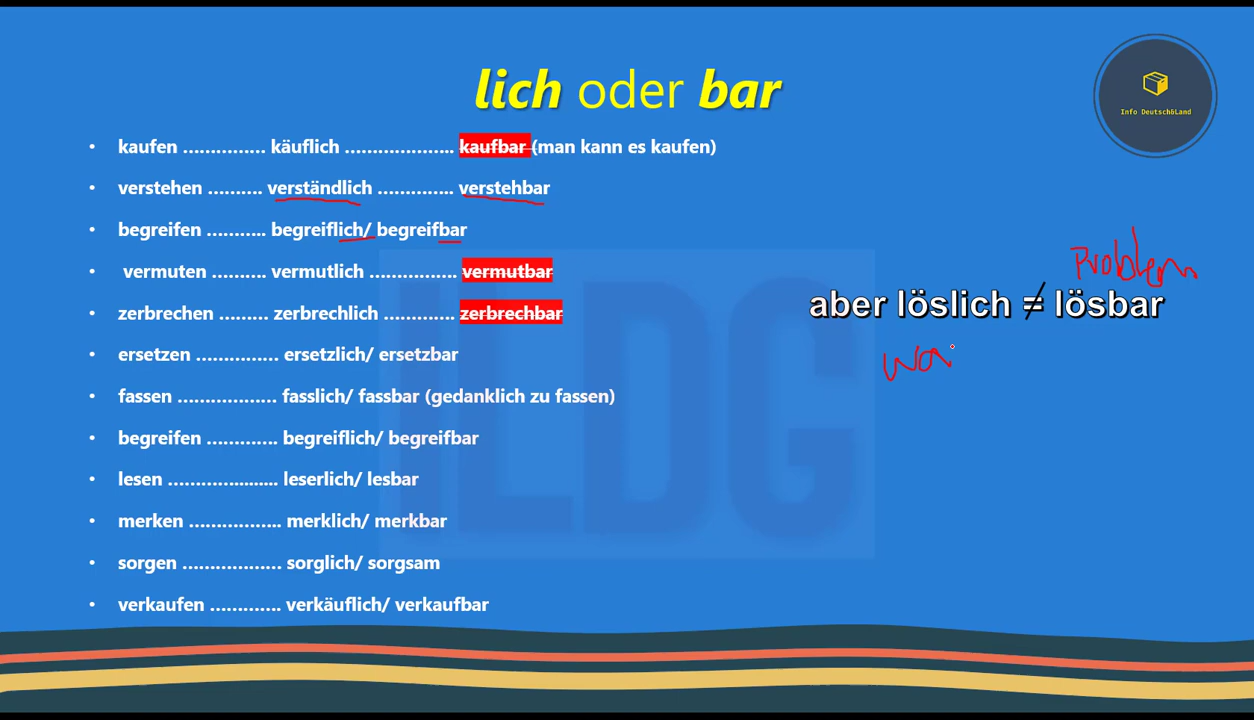 lich oder bar
Info DeutschöLand
• kaufen …………… käuflich ……………….. kaufbar (man kann es kaufen)
• verstehen ………. verständlich ………….. verstehbar
• begreifen ……….. begreiflich/ begreifbar
• vermuten ………. vermutlich ……………. vermutbar
• zerbrechen ……… zerbrechlich …………. zerbrechbar
• ersetzen …………… ersetzlich/ ersetzbar
• fassen ……………… fasslich/ fassbar (gedanklich zu fassen)
• begreifen …………. begreiflich/ begreifbar
• lesen …………........ leserlich/ lesbar
• merken …………….. merklich/ merkbar
• sorgen ……………… sorglich/ sorgsam
• verkaufen …………. verkäuflich/ verkaufbar
Problem
aber löslich ≠ lösbar
ILDG